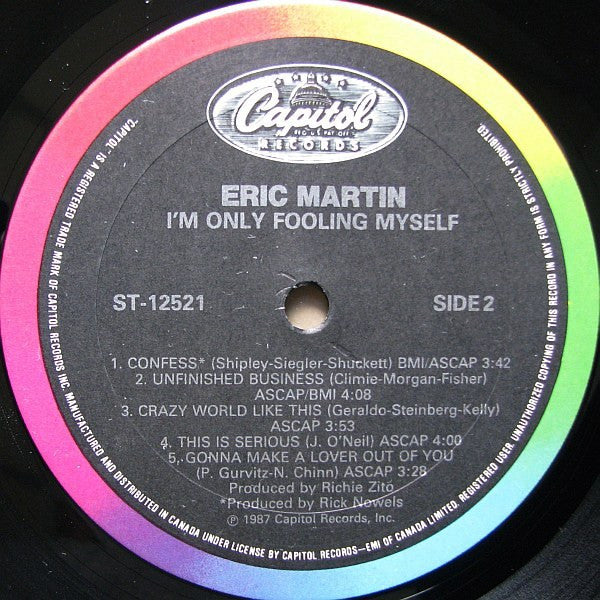 Capitol
REG. U.S. PAT. OFF.
RECORDS
ERIC MARTIN
I'M ONLY FOOLING MYSELF
ST-12521
SIDE 2
1. CONFESS* (Shipley-Siegler-Shuckett) BMI/ASCAP 3:42
2. UNFINISHED BUSINESS (Climie-Morgan-Fisher)
ASCAP/BMI 4:08
3. CRAZY WORLD LIKE THIS (Geraldo-Steinberg-Kelly)
ASCAP 3:53
4. THIS IS SERIOUS (J. O'Neil) ASCAP 4:00
5. GONNA MAKE A LOVER OUT OF YOU
(P. Gurvitz-N. Chinn) ASCAP 3:28
Produced by Richie Zito
*Produced by Rick Nowels
℗ 1987 Capitol Records, Inc.
"CAPITOL" IS A REGISTERED TRADE MARK OF CAPITOL RECORDS INC. MANUFACTURED AND DISTRIBUTED IN CANADA UNDER LICENSE BY CAPITOL RECORDS—EMI OF CANADA LIMITED. REGISTERED USER. UNAUTHORIZED COPYING OF THIS RECORD IN ANY FORM IS STRICTLY PROHIBITED.